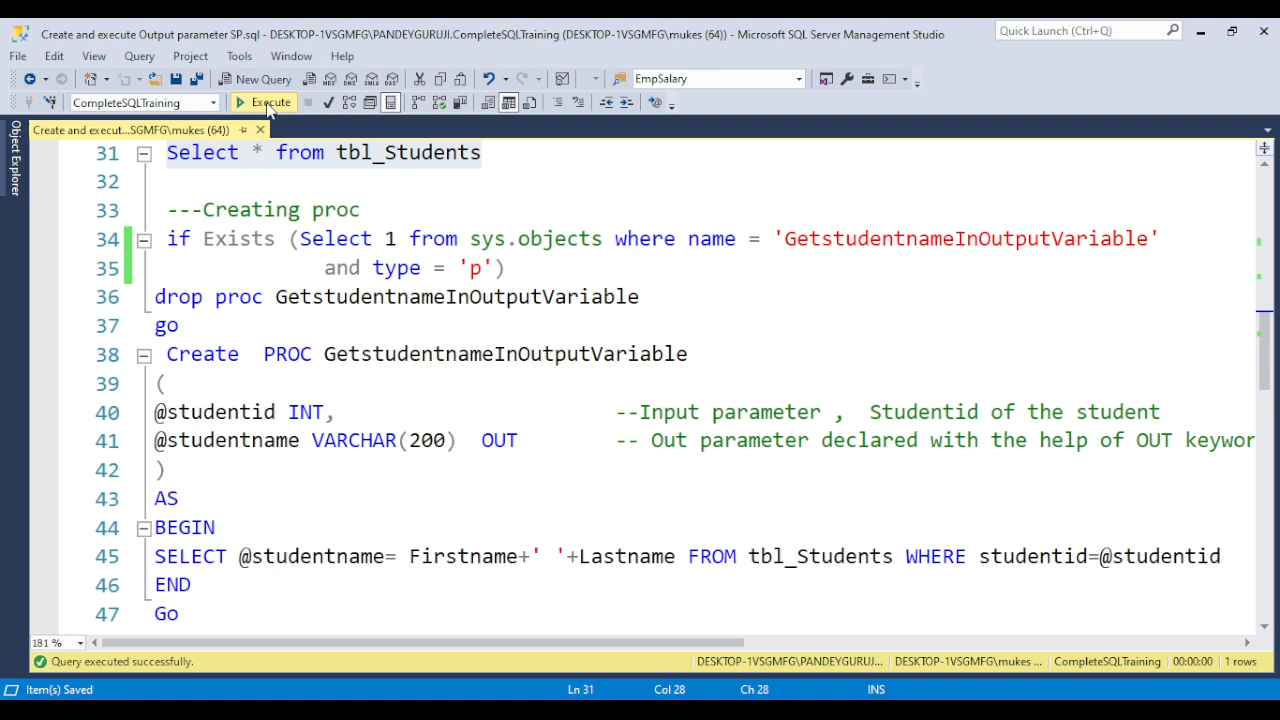 Create and execute Output parameter SP.sql - DESKTOP-1VSGMFG\PANDEYGURUJI.CompleteSQLTraining (DESKTOP-1VSGMFG\mukes (64)) - Microsoft SQL Server Management Studio
Quick Launch (Ctrl+Q)
File Edit View Query Project Tools Window Help
New Query EmpSalary
CompleteSQLTraining Execute
Object Explorer
Create and execut...SGMFG\mukes (64))
31 Select * from tbl_Students
32
33 ---Creating proc
34 if Exists (Select 1 from sys.objects where name = 'GetstudentnameInOutputVariable'
35 and type = 'p')
36 drop proc GetstudentnameInOutputVariable
37 go
38 Create PROC GetstudentnameInOutputVariable
39 (
40 @studentid INT, --Input parameter , Studentid of the student
41 @studentname VARCHAR(200) OUT -- Out parameter declared with the help of OUT keywor
42 )
43 AS
44 BEGIN
45 SELECT @studentname= Firstname+' '+Lastname FROM tbl_Students WHERE studentid=@studentid
46 END
47 Go
181 %
Query executed successfully. DESKTOP-1VSGMFG\PANDEYGURUJ... DESKTOP-1VSGMFG\mukes ... CompleteSQLTraining 00:00:00 1 rows
Item(s) Saved Ln 31 Col 28 Ch 28 INS